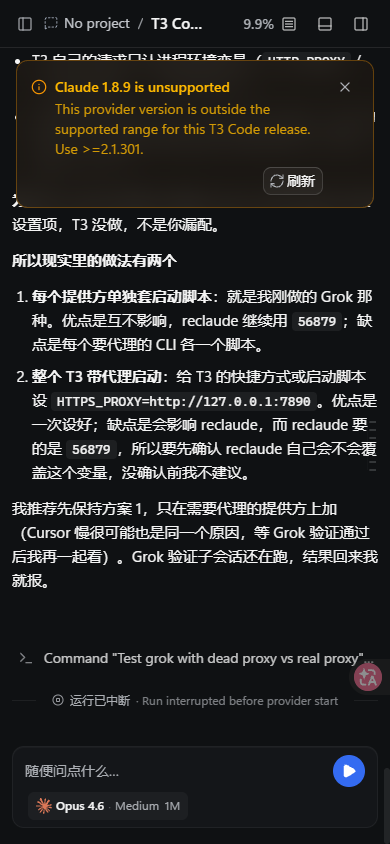 No project / T3 Co... 9.9%
Claude 1.8.9 is unsupported
This provider version is outside the
supported range for this T3 Code release.
Use >=2.1.301.
刷新
设置项，T3 没做，不是你漏配。
所以现实里的做法有两个
1. 每个提供方单独套启动脚本：就是我刚做的 Grok 那
种。优点是互不影响，reclaude 继续用 56879；缺
点是每个要代理的 CLI 各一个脚本。
2. 整个 T3 带代理启动：给 T3 的快捷方式或启动脚本
设 HTTPS_PROXY=http://127.0.0.1:7890。优点是
一次设好；缺点是会影响 reclaude，而 reclaude 要
的是 56879，所以要先确认 reclaude 自己会不会覆
盖这个变量，没确认前我不建议。
我推荐先保持方案 1，只在需要代理的提供方上加
（Cursor 慢很可能也是同一个原因，等 Grok 验证通过
后我再一起看）。Grok 验证子会话还在跑，结果回来我
就报。
Command "Test grok with dead proxy vs real proxy"...
运行已中断 · Run interrupted before provider start
随便问点什么...
Opus 4.6 · Medium 1M